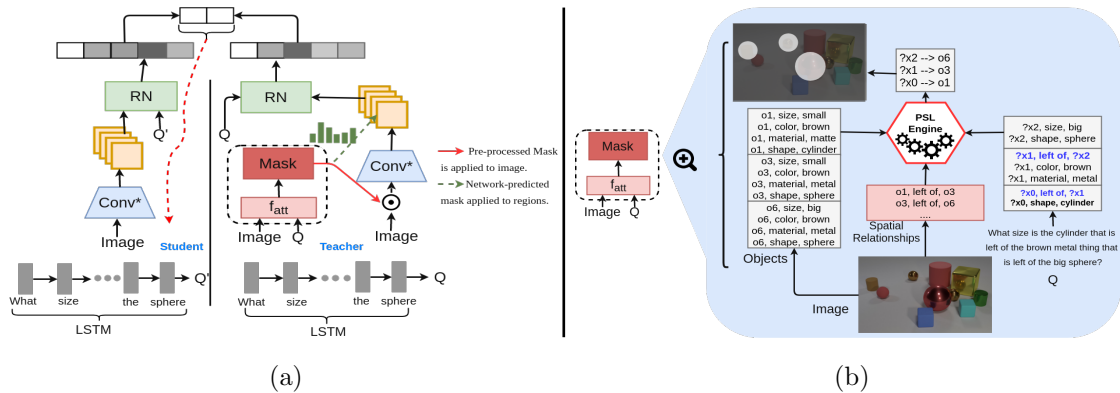 RN
Q'
Conv*
Image
Student
What size the sphere
Q'
LSTM
RN
Q
Mask
f_att
Image Q
Teacher
Conv*
Image
Pre-processed Mask
is applied to image.
Network-predicted
mask applied to regions.
What size the sphere
Q
LSTM
(a)
Mask
f_att
Image Q
?x2 --> o6
?x1 --> o3
?x0 --> o1
o1, size, small
o1, color, brown
o1, material, matte
o1, shape, cylinder
o3, size, small
o3, color, brown
o3, material, metal
o3, shape, sphere
o6, size, big
o6, color, brown
o6, material, metal
o6, shape, sphere
Objects
PSL
Engine
o1, left of, o3
o3, left of, o6
....
Spatial
Relationships
?x2, size, big
?x2, shape, sphere
?x1, left of, ?x2
?x1, color, brown
?x1, material, metal
?x0, left of, ?x1
?x0, shape, cylinder
What size is the cylinder that is
left of the brown metal thing that
is left of the big sphere?
Q
Image
(b)